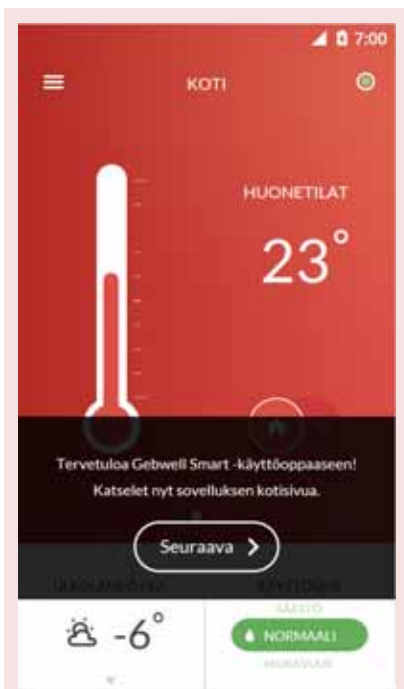 7:00
KOTI
HUONETILAT
23°
Tervetuloa Gebwell Smart -käyttöoppaaseen!
Katselet nyt sovelluksen kotisivua.
Seuraava
-6°
NORMAALI